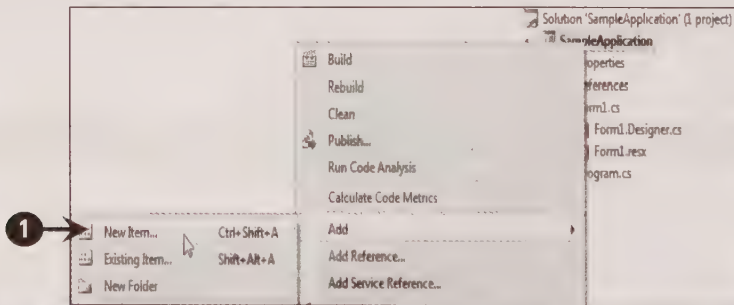 Solution 'SampleApplication' (1 project)
SampleApplication
operties
ferences
rm1.cs
Form1.Designer.cs
Form1.resx
ogram.cs
Build
Rebuild
Clean
Publish...
Run Code Analysis
Calculate Code Metrics
Add
Add Reference...
Add Service Reference...
1
New Item... Ctrl+Shift+A
Existing Item... Shift+Alt+A
New Folder